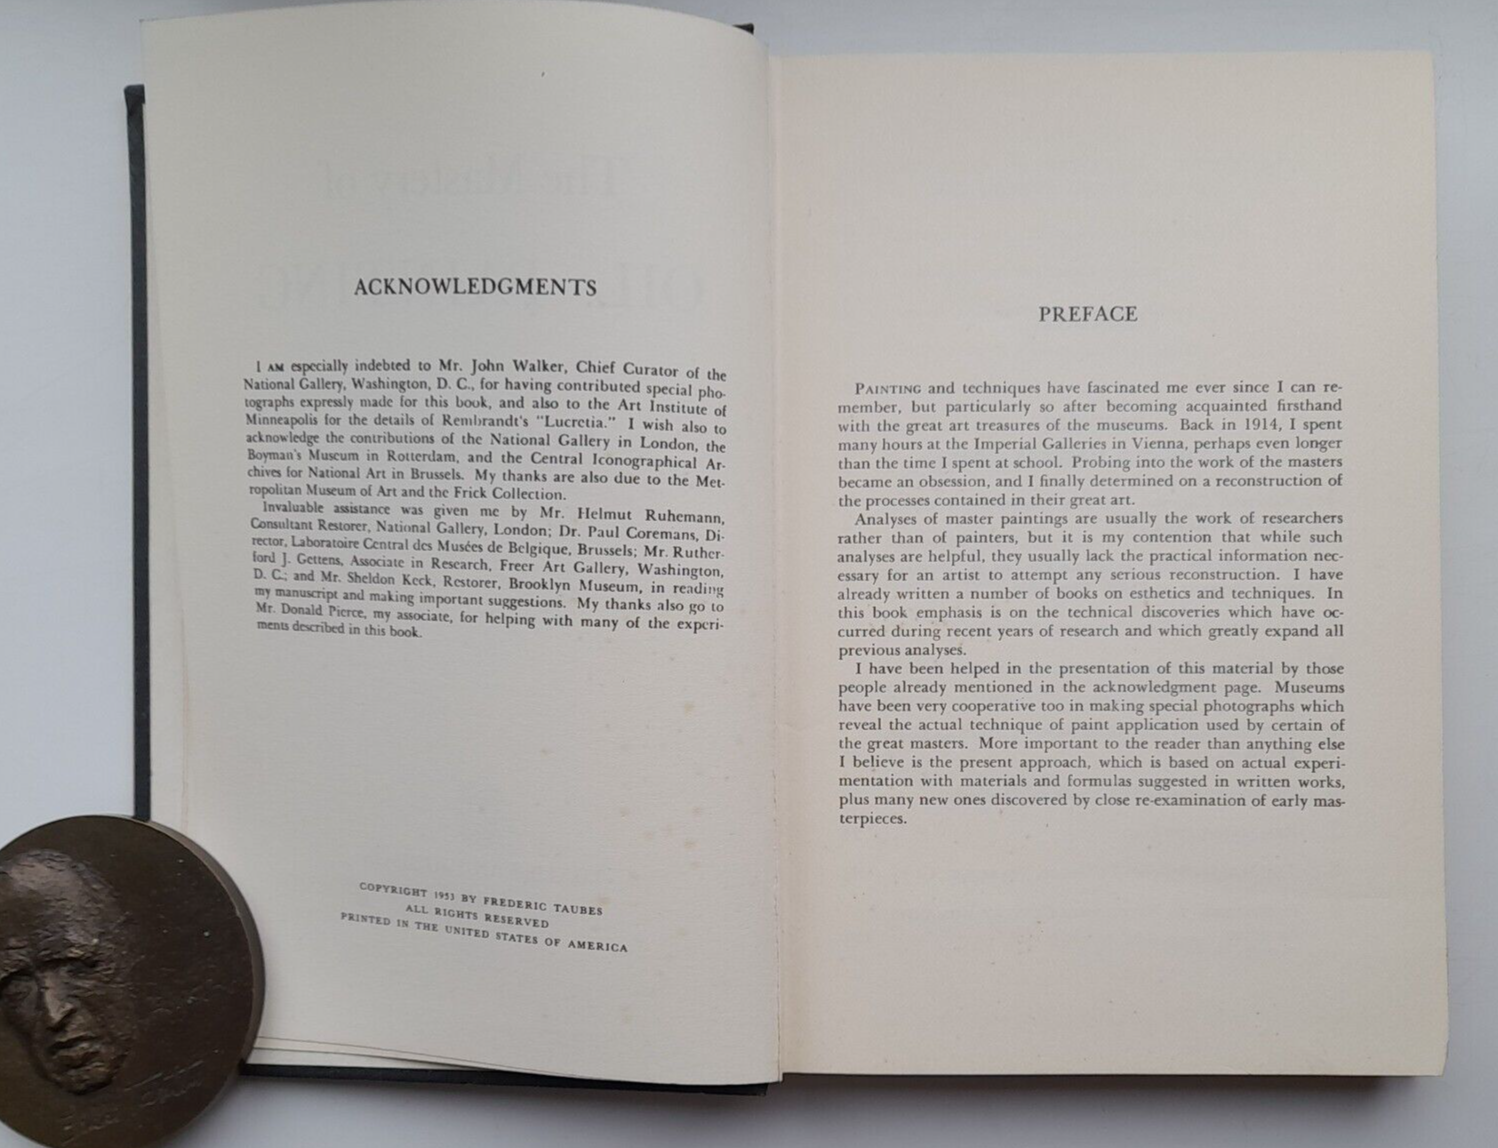 The Mastery of
OIL PAINTING
ACKNOWLEDGMENTS
I AM especially indebted to Mr. John Walker, Chief Curator of the
National Gallery, Washington, D. C., for having contributed special pho-
tographs expressly made for this book, and also to the Art Institute of
Minneapolis for the details of Rembrandt's "Lucretia." I wish also to
acknowledge the contributions of the National Gallery in London, the
Boyman's Museum in Rotterdam, and the Central Iconographical Ar-
chives for National Art in Brussels. My thanks are also due to the Met-
ropolitan Museum of Art and the Frick Collection.
Invaluable assistance was given me by Mr. Helmut Ruhemann,
Consultant Restorer, National Gallery, London; Dr. Paul Coremans, Di-
rector, Laboratoire Central des Musées de Belgique, Brussels; Mr. Ruther-
ford J. Gettens, Associate in Research, Freer Art Gallery, Washington,
D. C.; and Mr. Sheldon Keck, Restorer, Brooklyn Museum, in reading
my manuscript and making important suggestions. My thanks also go to
Mr. Donald Pierce, my associate, for helping with many of the experi-
ments described in this book.
COPYRIGHT 1953 BY FREDERIC TAUBES
ALL RIGHTS RESERVED
PRINTED IN THE UNITED STATES OF AMERICA
PREFACE
PAINTING and techniques have fascinated me ever since I can re-
member, but particularly so after becoming acquainted firsthand
with the great art treasures of the museums. Back in 1914, I spent
many hours at the Imperial Galleries in Vienna, perhaps even longer
than the time I spent at school. Probing into the work of the masters
became an obsession, and I finally determined on a reconstruction of
the processes contained in their great art.
Analyses of master paintings are usually the work of researchers
rather than of painters, but it is my contention that while such
analyses are helpful, they usually lack the practical information nec-
essary for an artist to attempt any serious reconstruction. I have
already written a number of books on esthetics and techniques. In
this book emphasis is on the technical discoveries which have oc-
curred during recent years of research and which greatly expand all
previous analyses.
I have been helped in the presentation of this material by those
people already mentioned in the acknowledgment page. Museums
have been very cooperative too in making special photographs which
reveal the actual technique of paint application used by certain of
the great masters. More important to the reader than anything else
I believe is the present approach, which is based on actual experi-
mentation with materials and formulas suggested in written works,
plus many new ones discovered by close re-examination of early mas-
terpieces.